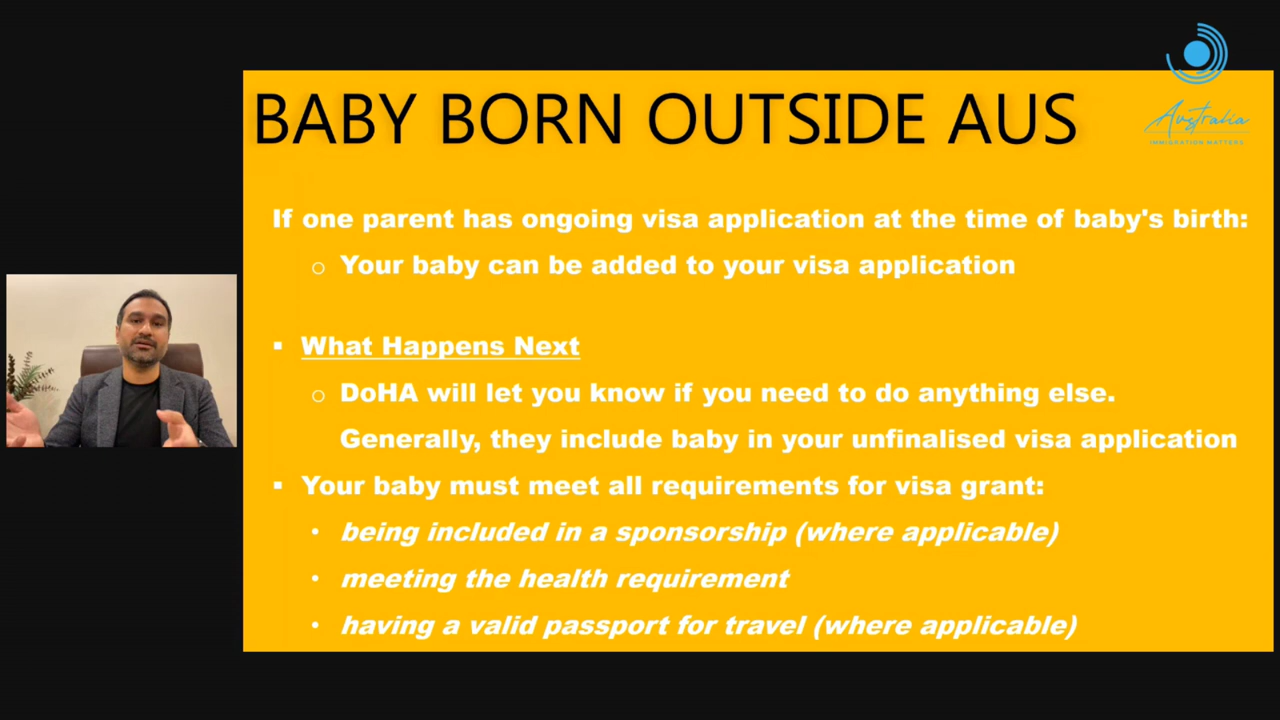 BABY BORN OUTSIDE AUS
Australia
IMMIGRATION MATTERS
If one parent has ongoing visa application at the time of baby's birth:
o Your baby can be added to your visa application
▪ What Happens Next
o DoHA will let you know if you need to do anything else.
Generally, they include baby in your unfinalised visa application
▪ Your baby must meet all requirements for visa grant:
• being included in a sponsorship (where applicable)
• meeting the health requirement
• having a valid passport for travel (where applicable)